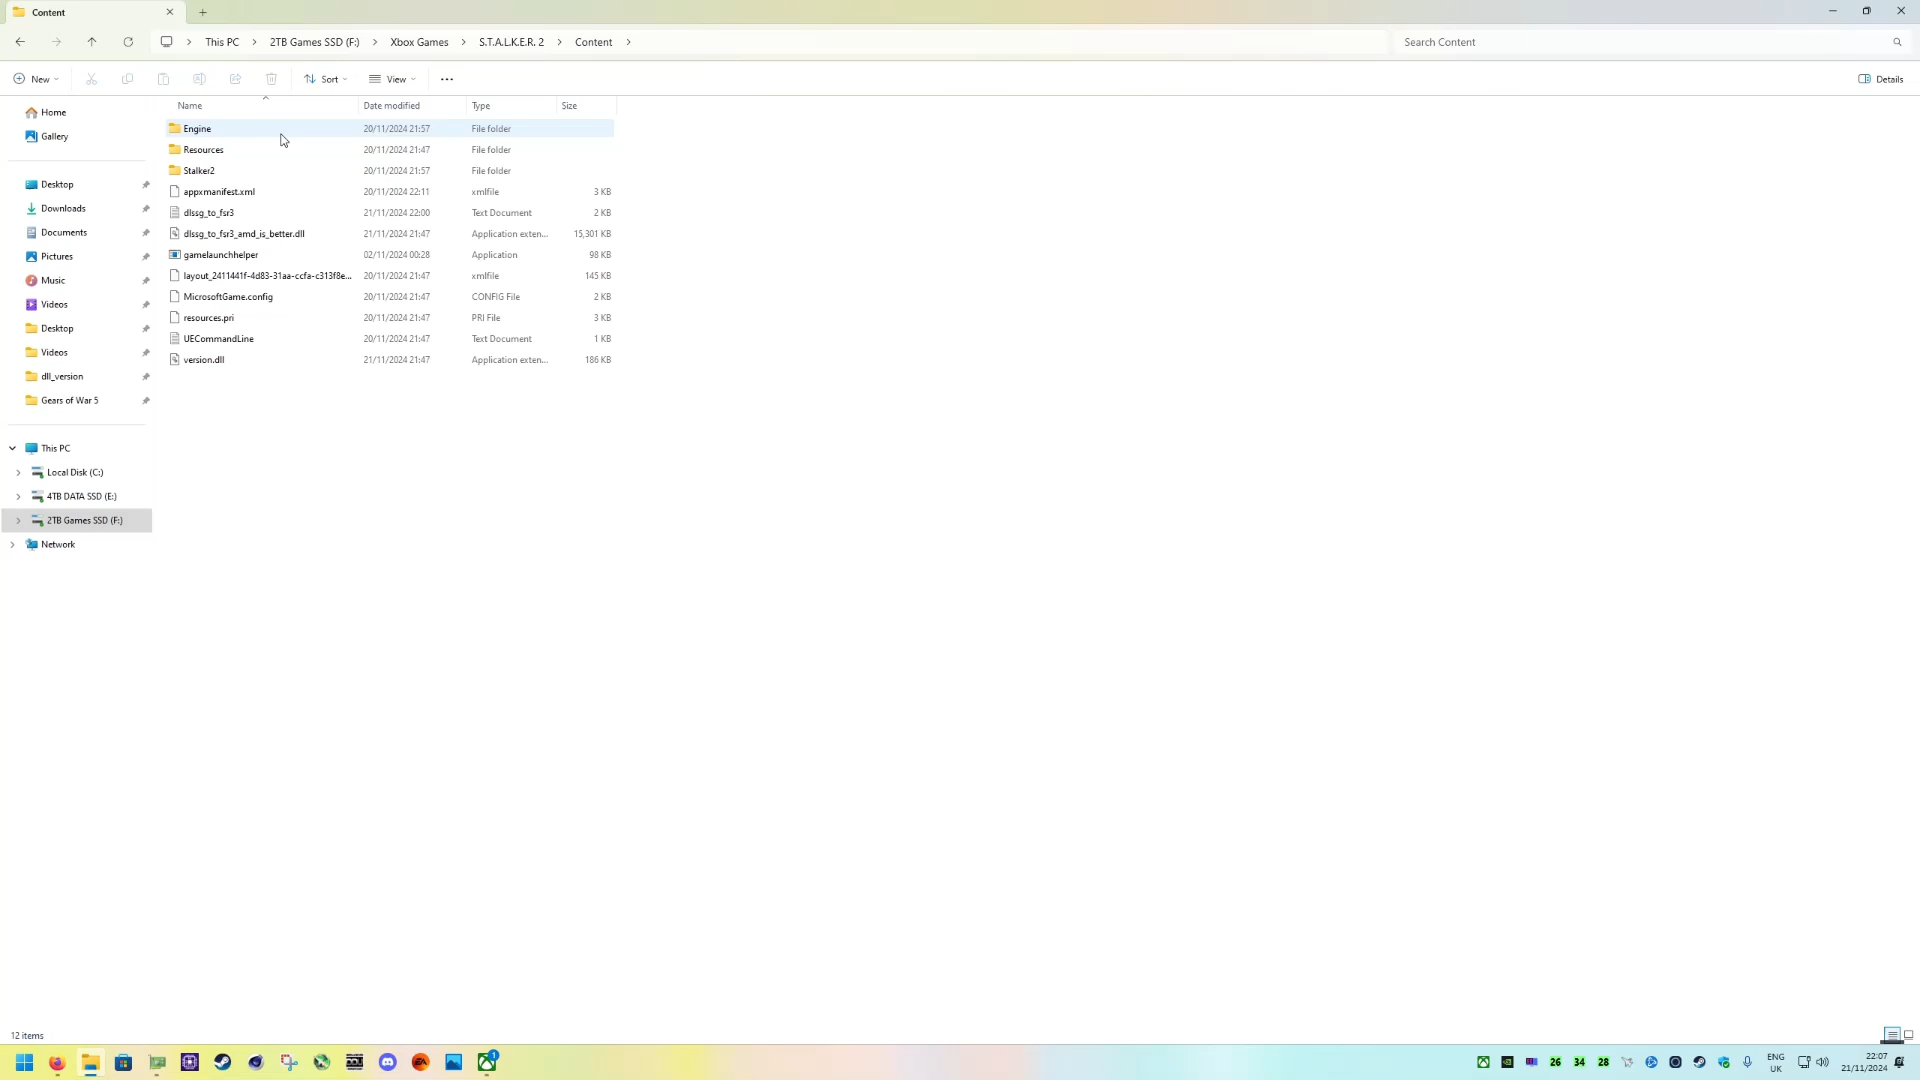 Content
This PC > 2TB Games SSD (F:) > Xbox Games > S.T.A.L.K.E.R. 2 > Content >
Search Content
New
Sort
View
Details
Name Date modified Type Size
Home
Gallery
Desktop
Downloads
Documents
Pictures
Music
Videos
Desktop
Videos
dll_version
Gears of War 5
This PC
Local Disk (C:)
4TB DATA SSD (E:)
2TB Games SSD (F:)
Network
Engine 20/11/2024 21:57 File folder
Resources 20/11/2024 21:47 File folder
Stalker2 20/11/2024 21:57 File folder
appxmanifest.xml 20/11/2024 22:11 xmlfile 3 KB
dlssg_to_fsr3 21/11/2024 22:00 Text Document 2 KB
dlssg_to_fsr3_amd_is_better.dll 21/11/2024 21:47 Application exten... 15,301 KB
gamelaunchhelper 02/11/2024 00:28 Application 98 KB
layout_2411441f-4d83-31aa-ccfa-c313f8e... 20/11/2024 21:47 xmlfile 145 KB
MicrosoftGame.config 20/11/2024 21:47 CONFIG File 2 KB
resources.pri 20/11/2024 21:47 PRI File 3 KB
UECommandLine 20/11/2024 21:47 Text Document 1 KB
version.dll 21/11/2024 21:47 Application exten... 186 KB
12 items
EA
1
26 34 28
ENG
UK
22:07
21/11/2024